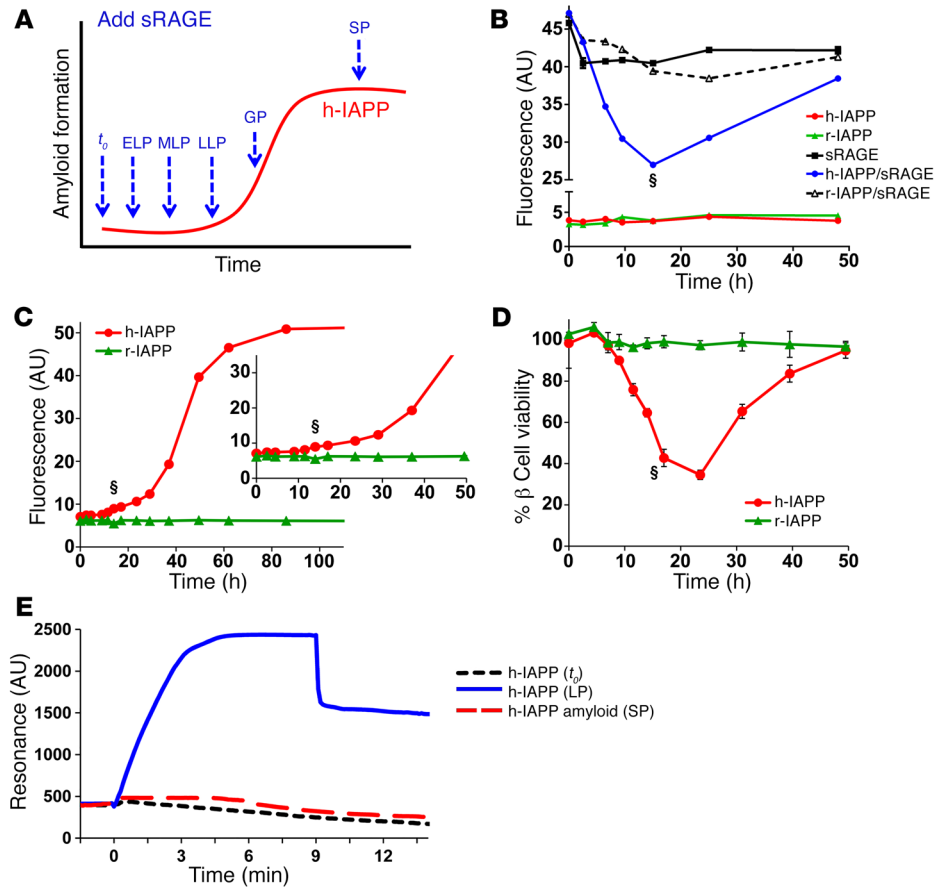 A
Add sRAGE
SP
h-IAPP
GP
t0 ELP MLP LLP
Amyloid formation
Time
B
Fluorescence (AU)
45
40
35
30
25
5
0
§
0 10 20 30 40 50
Time (h)
h-IAPP
r-IAPP
sRAGE
h-IAPP/sRAGE
r-IAPP/sRAGE
C
Fluorescence (AU)
50
40
30
20
10
0
h-IAPP
r-IAPP
§
0 20 40 60 80 100
Time (h)
30
20
10
0
§
0 10 20 30 40 50
D
% β Cell viability
100
80
60
40
20
0
§
h-IAPP
r-IAPP
0 10 20 30 40 50
Time (h)
E
Resonance (AU)
2500
2000
1500
1000
500
0
0 3 6 9 12
Time (min)
h-IAPP (t0)
h-IAPP (LP)
h-IAPP amyloid (SP)